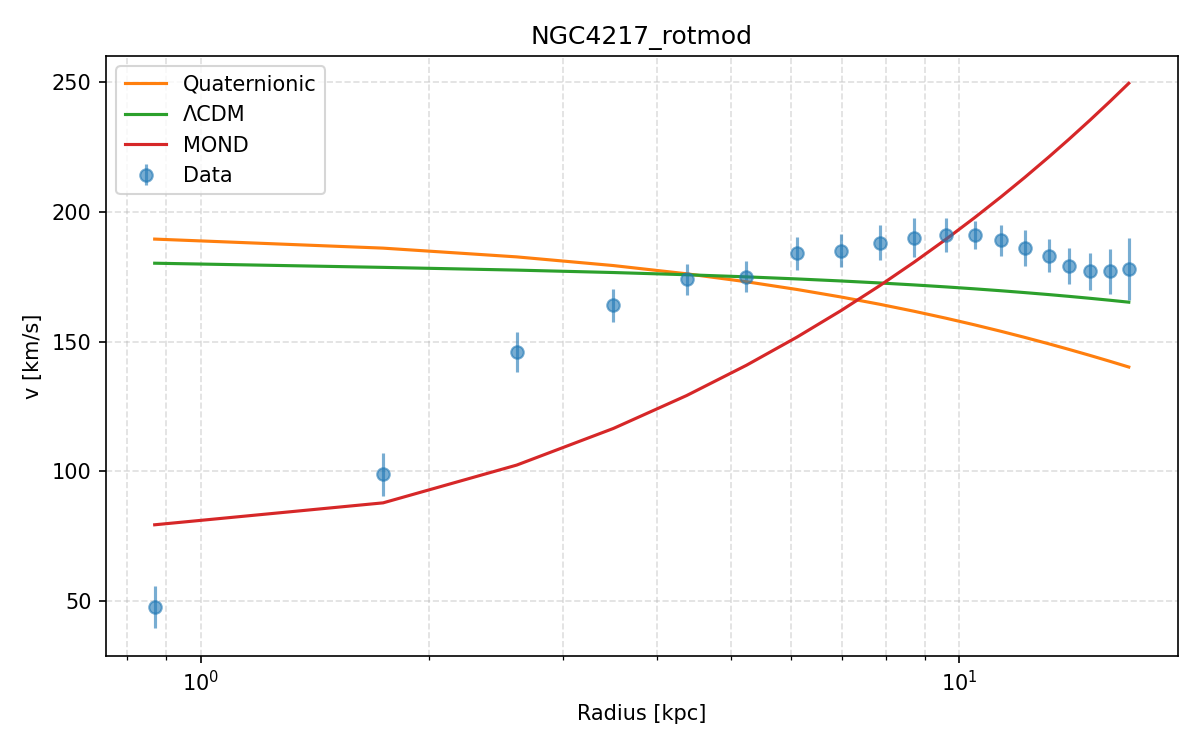 NGC4217_rotmod
Quaternionic
ΛCDM
MOND
Data
250
200
150
100
50
v [km/s]
10⁰
10¹
Radius [kpc]